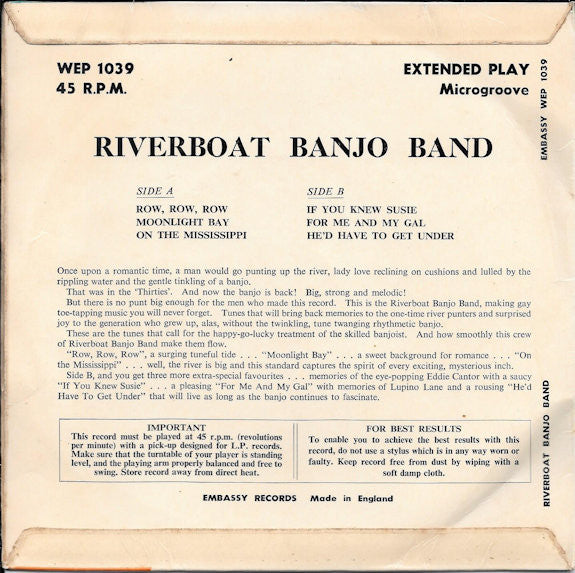 WEP 1039
45 R.P.M.
EXTENDED PLAY
Microgroove
EMBASSY WEP 1039
RIVERBOAT BANJO BAND
SIDE A
ROW, ROW, ROW
MOONLIGHT BAY
ON THE MISSISSIPPI
SIDE B
IF YOU KNEW SUSIE
FOR ME AND MY GAL
HE'D HAVE TO GET UNDER
Once upon a romantic time, a man would go punting up the river, lady love reclining on cushions and lulled by the
rippling water and the gentle tinkling of a banjo.
That was in the 'Thirties'. And now the banjo is back! Big, strong and melodic!
But there is no punt big enough for the men who made this record. This is the Riverboat Banjo Band, making gay
toe-tapping music you will never forget. Tunes that will bring back memories to the one-time river punters and surprised
joy to the generation who grew up, alas, without the twinkling, tune twanging rhythmetic banjo.
These are the tunes that call for the happy-go-lucky treatment of the skilled banjoist. And how smoothly this crew
of Riverboat Banjo Band make them flow.
"Row, Row, Row", a surging tuneful tide . . . "Moonlight Bay" . . . a sweet background for romance . . . "On
the Mississippi" . . . well, the river is big and this standard captures the spirit of every exciting, mysterious inch.
Side B, and you get three more extra-special favourites . . . memories of the eye-popping Eddie Cantor with a saucy
"If You Knew Susie" . . . a pleasing "For Me And My Gal" with memories of Lupino Lane and a rousing "He'd
Have To Get Under" that will live as long as the banjo continues to fascinate.
IMPORTANT
This record must be played at 45 r.p.m. (revolutions
per minute) with a pick-up designed for L.P. records.
Make sure that the turntable of your player is standing
level, and the playing arm properly balanced and free to
swing. Store record away from direct heat.
FOR BEST RESULTS
To enable you to achieve the best results with this
record, do not use a stylus which is in any way worn or
faulty. Keep record free from dust by wiping with a
soft damp cloth.
RIVERBOAT BANJO BAND
EMBASSY RECORDS Made in England